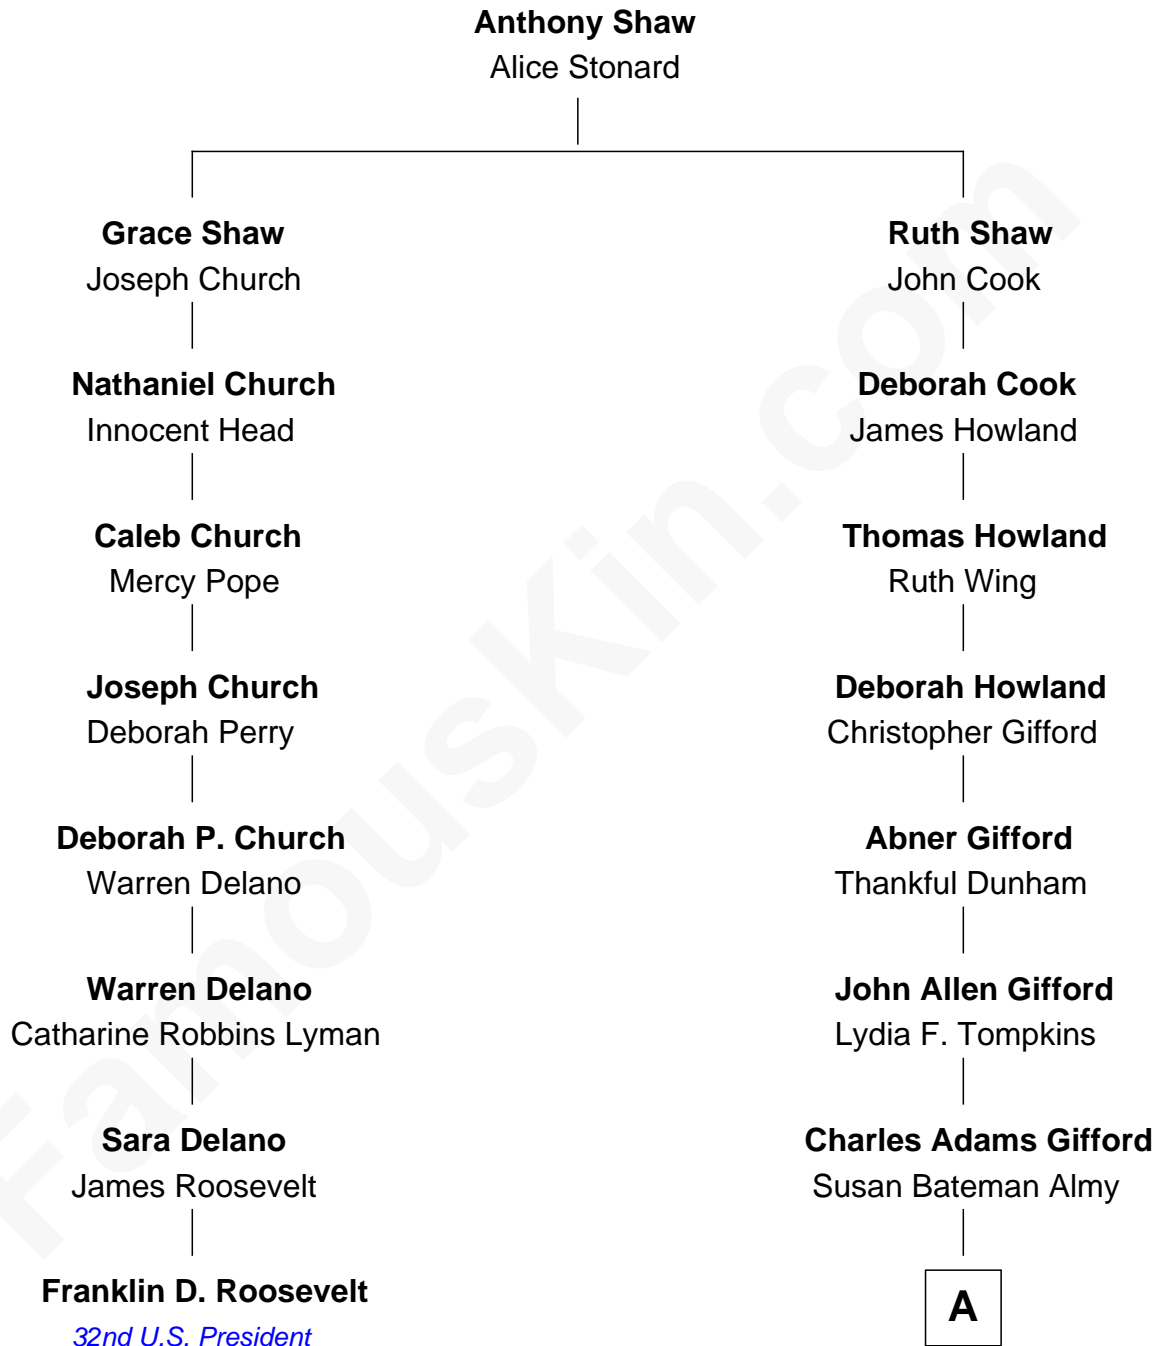 Anthony Shaw
Alice Stonard
Grace Shaw
Joseph Church
Ruth Shaw
John Cook
Nathaniel Church
Innocent Head
Deborah Cook
James Howland
Caleb Church
Mercy Pope
Thomas Howland
Ruth Wing
Joseph Church
Deborah Perry
Deborah Howland
Christopher Gifford
Deborah P. Church
Warren Delano
Abner Gifford
Thankful Dunham
Warren Delano
Catharine Robbins Lyman
John Allen Gifford
Lydia F. Tompkins
Sara Delano
James Roosevelt
Charles Adams Gifford
Susan Bateman Almy
Franklin D. Roosevelt
32nd U.S. President
A
FamousKin.com